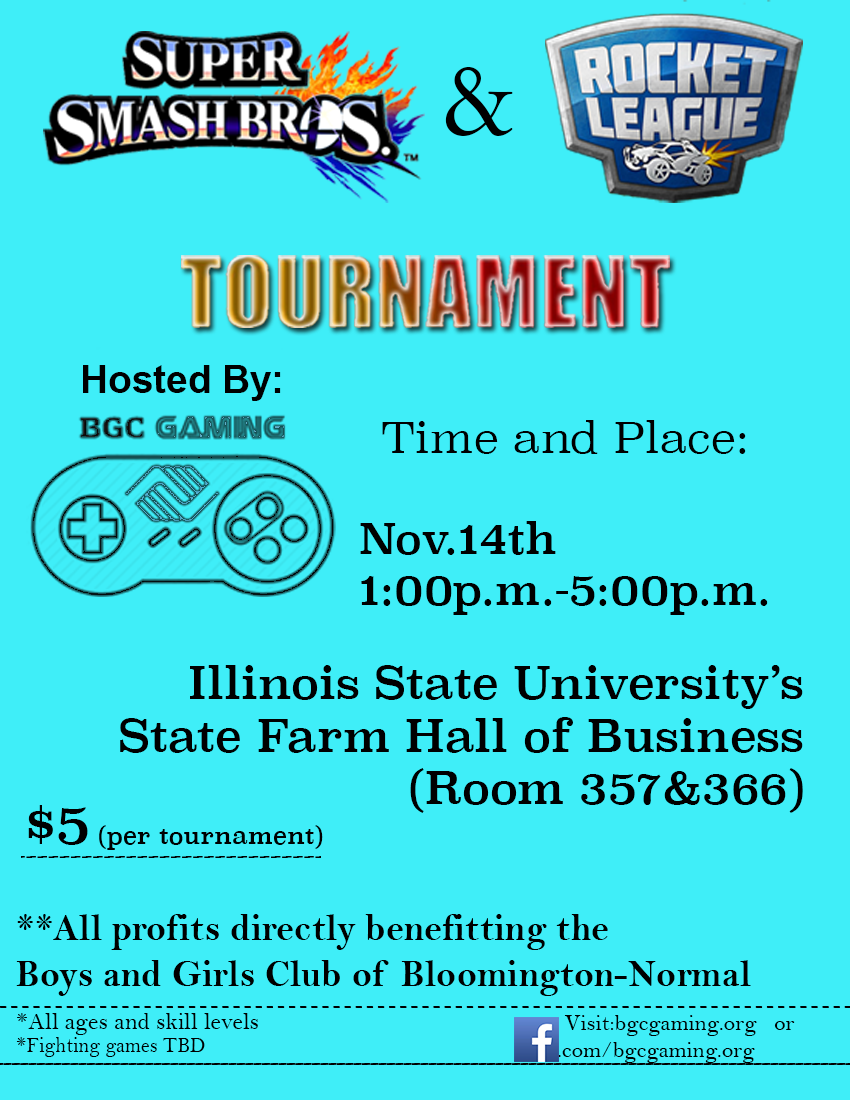 SUPER
SMASH BROS.™
&
ROCKET
LEAGUE
TOURNAMENT
Hosted By:
BGC GAMING
Time and Place:
Nov.14th
1:00p.m.-5:00p.m.
Illinois State University’s
State Farm Hall of Business
(Room 357&366)
$5 (per tournament)
**All profits directly benefitting the
Boys and Girls Club of Bloomington-Normal
*All ages and skill levels
*Fighting games TBD
Visit:bgcgaming.org or
f.com/bgcgaming.org